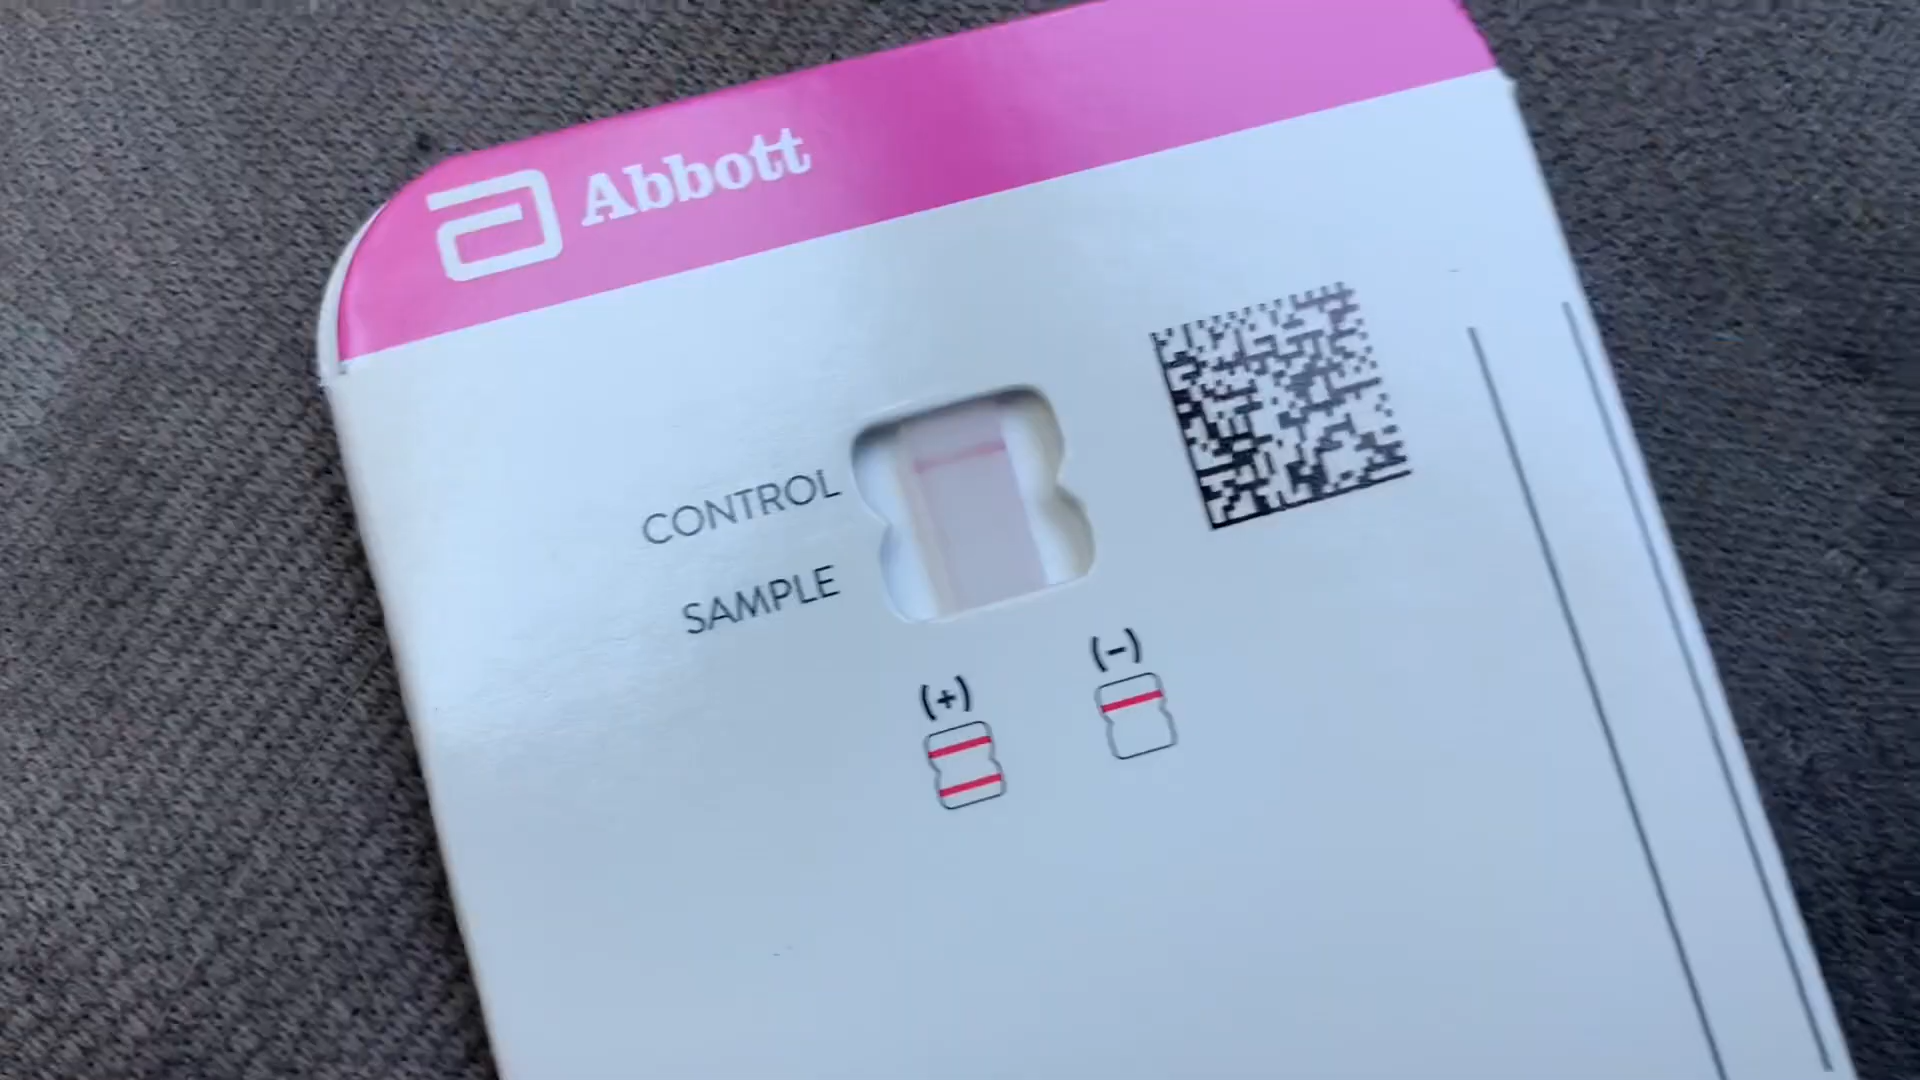 Abbott
CONTROL
SAMPLE
(+)
(-)